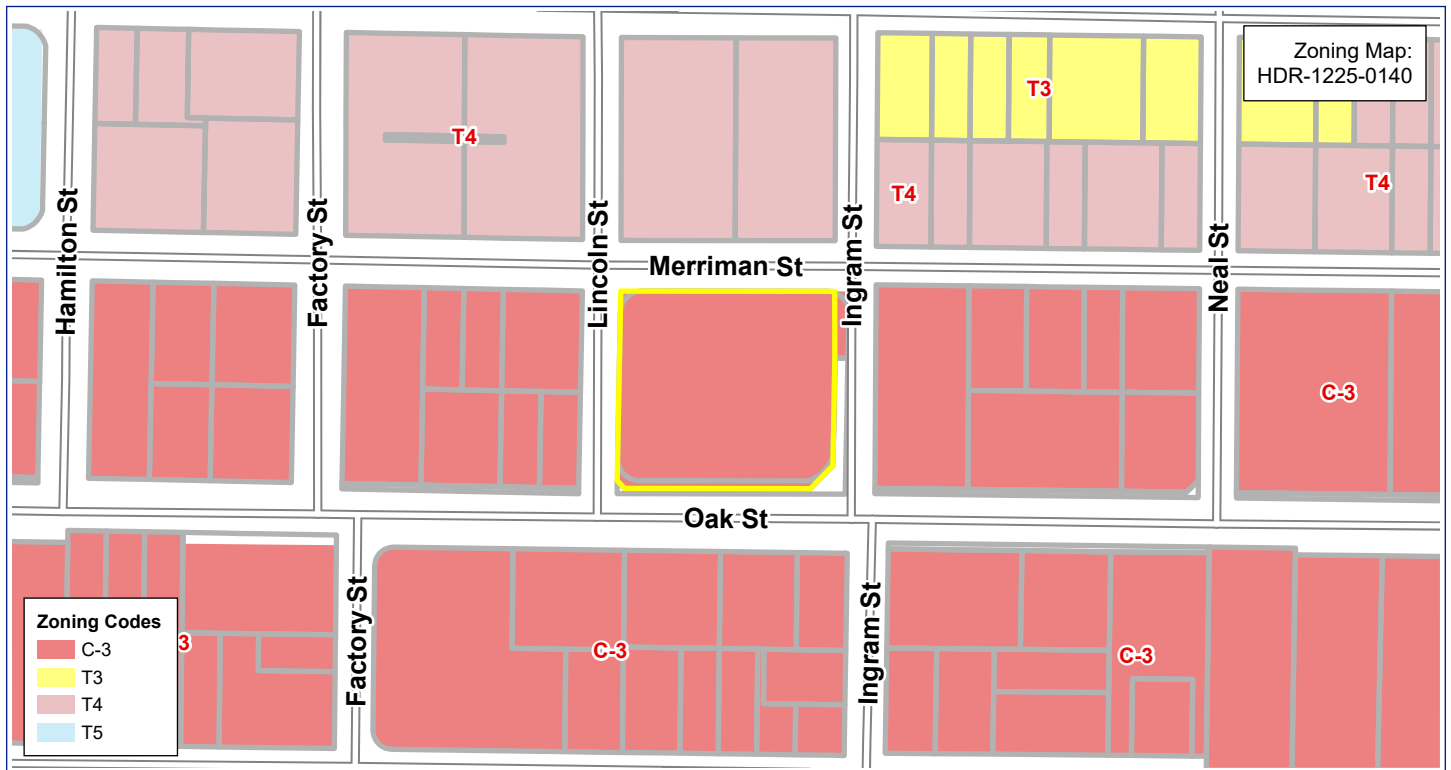 Zoning Map:
HDR-1225-0140
T3
T4
T4
T4
Hamilton St
Factory St
Lincoln St
Ingram St
Neal St
Merriman St
C-3
Oak St
Factory St
Ingram St
3
C-3
C-3
Zoning Codes
C-3
T3
T4
T5